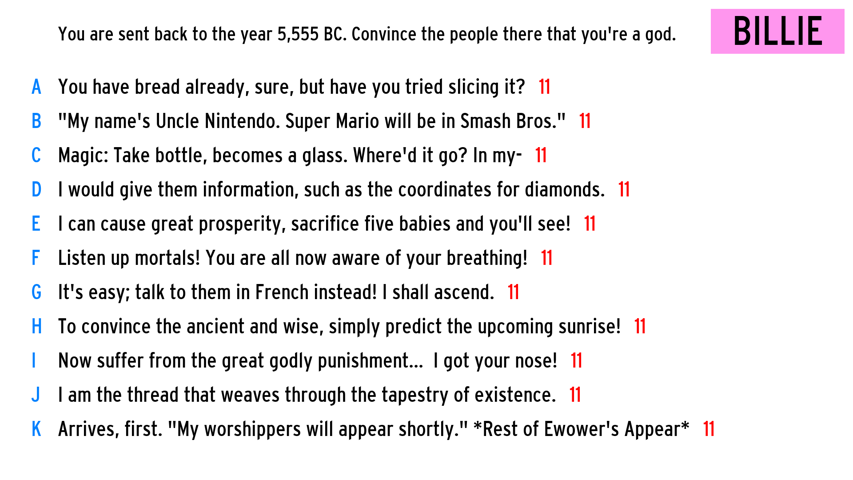 You are sent back to the year 5,555 BC. Convince the people there that you're a god.
BILLIE
A You have bread already, sure, but have you tried slicing it? 11
B "My name's Uncle Nintendo. Super Mario will be in Smash Bros." 11
C Magic: Take bottle, becomes a glass. Where'd it go? In my- 11
D I would give them information, such as the coordinates for diamonds. 11
E I can cause great prosperity, sacrifice five babies and you'll see! 11
F Listen up mortals! You are all now aware of your breathing! 11
G It's easy; talk to them in French instead! I shall ascend. 11
H To convince the ancient and wise, simply predict the upcoming sunrise! 11
I Now suffer from the great godly punishment... I got your nose! 11
J I am the thread that weaves through the tapestry of existence. 11
K Arrives, first. "My worshippers will appear shortly." *Rest of Ewower's Appear* 11